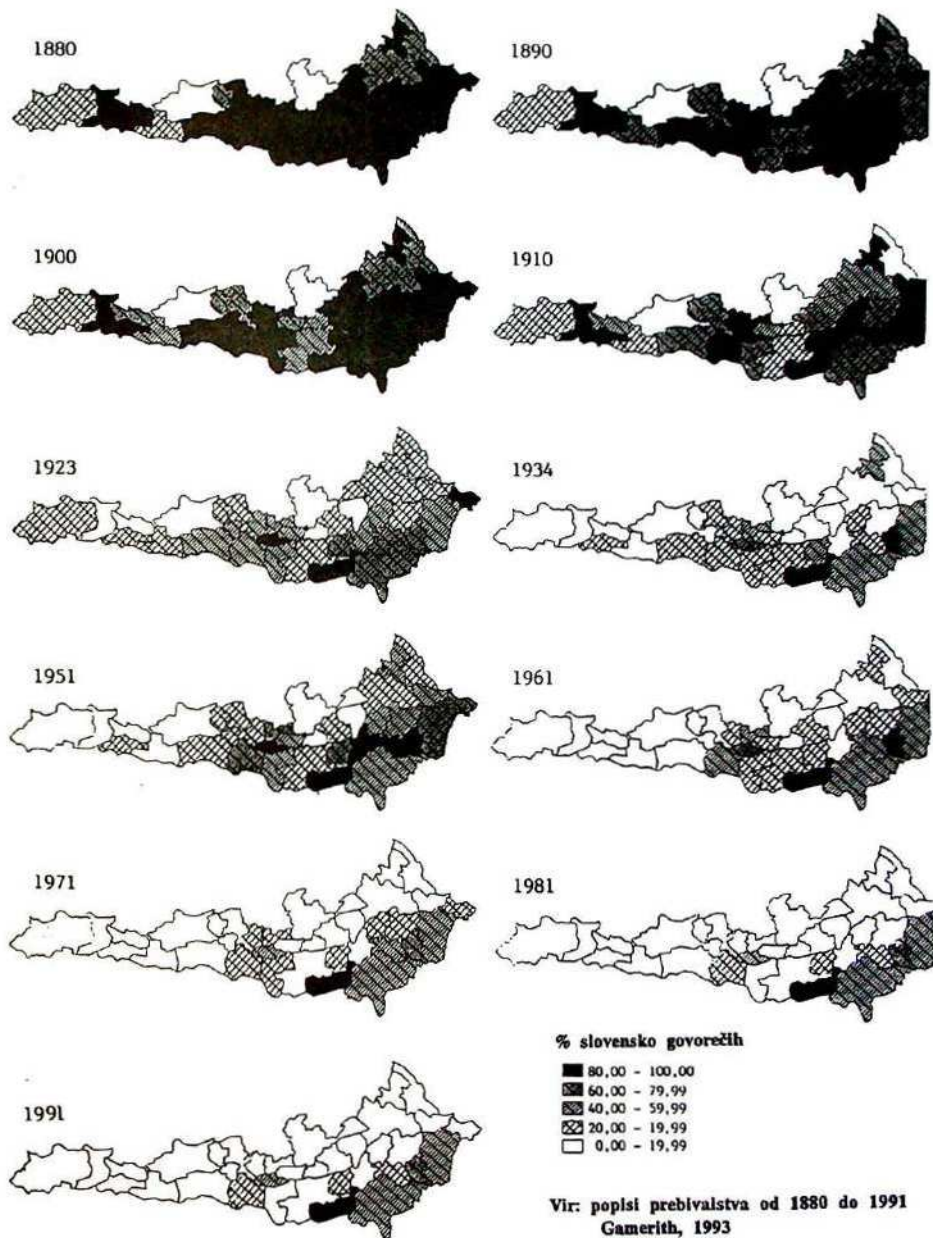 1880
1890
1900
1910
1923
1934
1951
1961
1971
1981
1991
% slovensko govorečih
80,00 - 100,00
60,00 - 79,99
40,00 - 59,99
20,00 - 19,99
0,00 - 19,99
Vir: popisi prebivalstva od 1880 do 1991
Gamerith, 1993